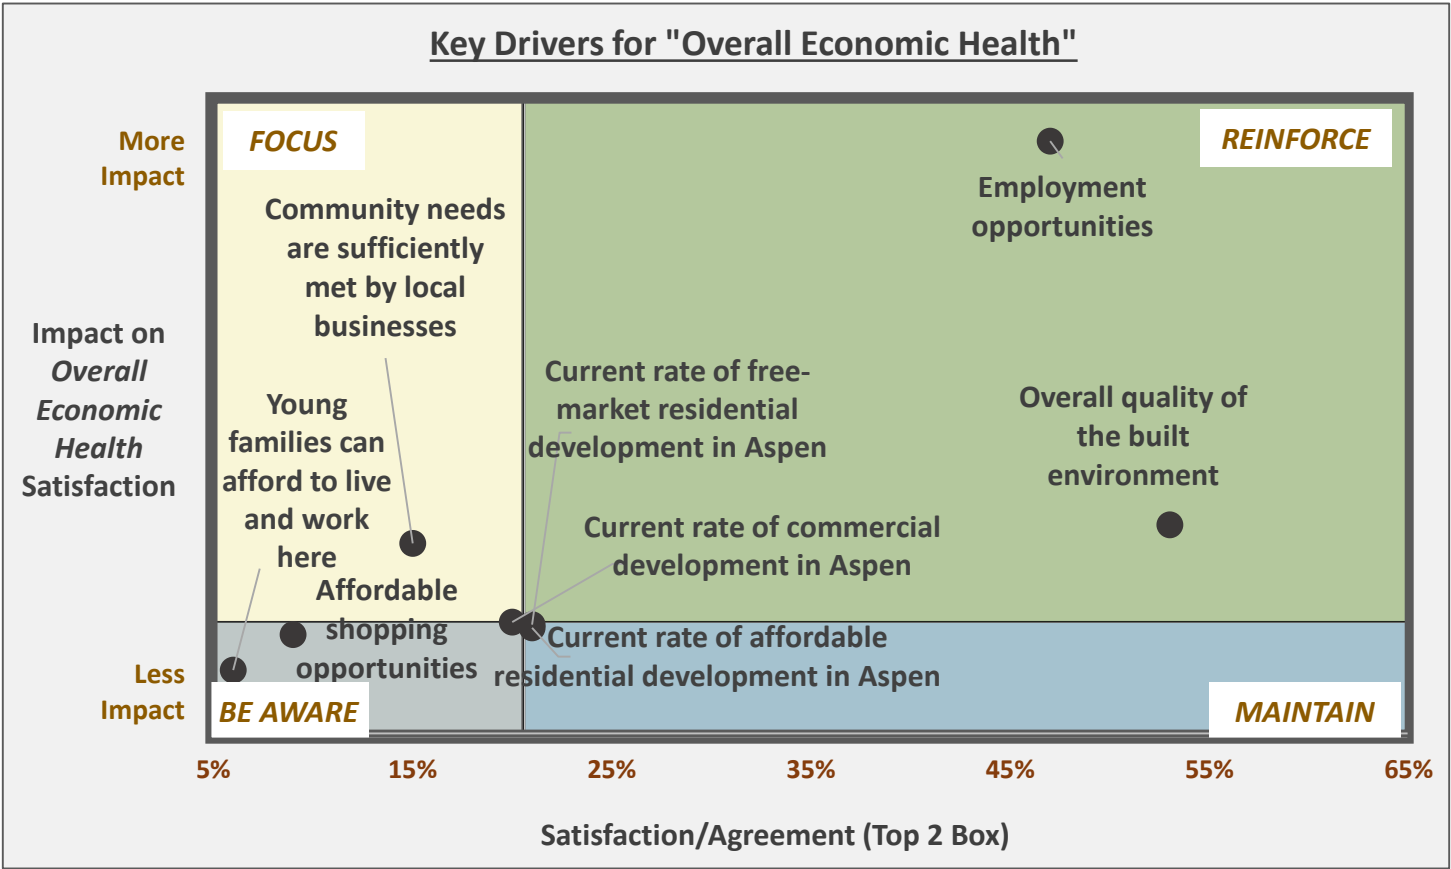 Key Drivers for "Overall Economic Health"
More
Impact
FOCUS
REINFORCE
Community needs
are sufficiently
met by local
businesses
Employment
opportunities
Impact on
Overall
Economic
Health
Satisfaction
Young
families can
afford to live
and work
here
Current rate of free-
market residential
development in Aspen
Overall quality of
the built
environment
Current rate of commercial
development in Aspen
Affordable
shopping
opportunities
Current rate of affordable
residential development in Aspen
Less
Impact
BE AWARE
MAINTAIN
5%
15%
25%
35%
45%
55%
65%
Satisfaction/Agreement (Top 2 Box)